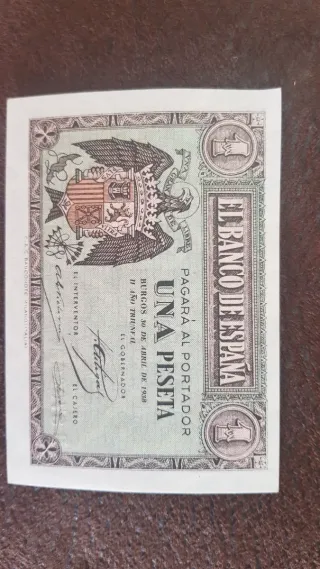 EL BANCO DE ESPAÑA
1
1
PAGARÁ AL PORTADOR
UNA PESETA
BURGOS 30 DE ABRIL DE 1938
II AÑO TRIUNFAL
EL GOBERNADOR
EL INTERVENTOR
EL CAJERO